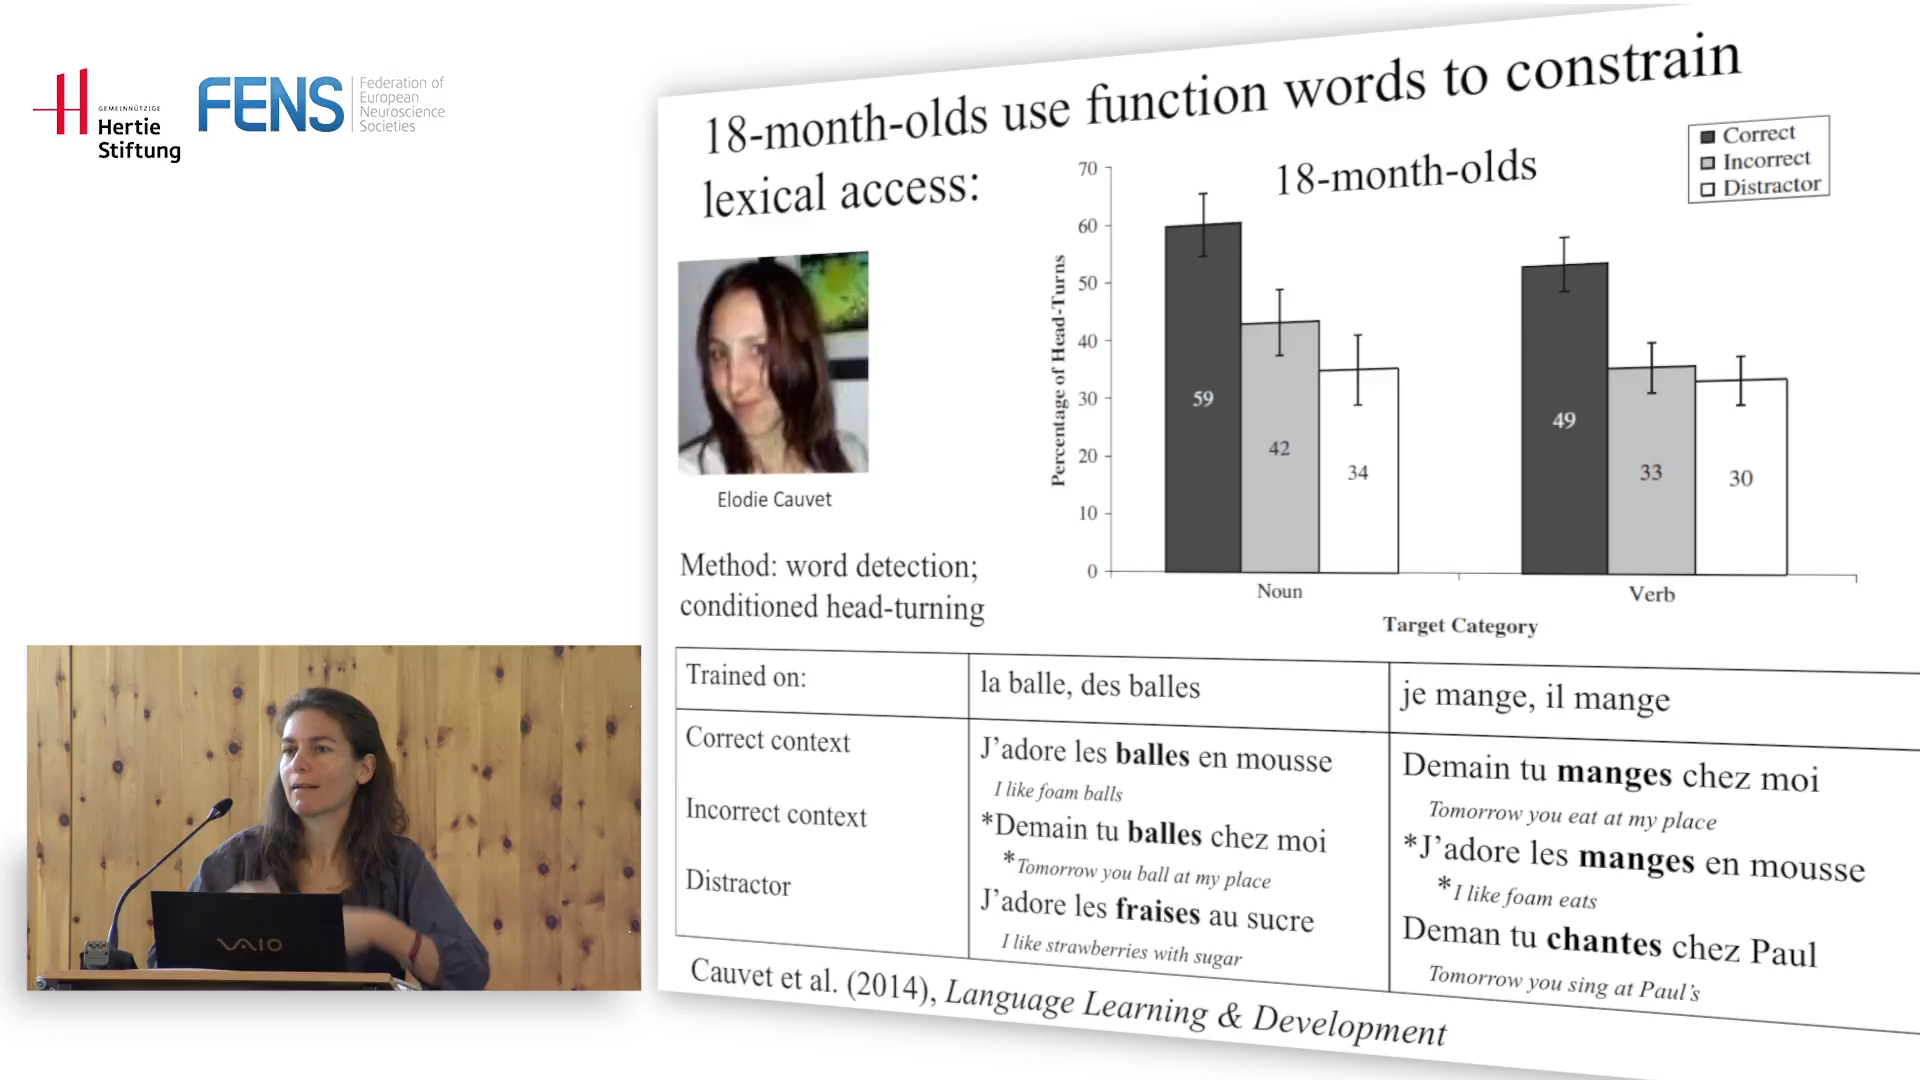 GEMEINNÜTZIGE
Hertie
Stiftung
FENS
Federation of
European
Neuroscience
Societies
18-month-olds use function words to constrain
lexical access:
18-month-olds
Correct
Incorrect
Distractor
Percentage of Head-Turns
70
60
50
40
30
20
10
0
59
42
34
49
33
30
Noun
Verb
Target Category
Elodie Cauvet
Method: word detection;
conditioned head-turning
Trained on:
la balle, des balles
je mange, il mange
Correct context
J'adore les balles en mousse
I like foam balls
Demain tu manges chez moi
Tomorrow you eat at my place
Incorrect context
*Demain tu balles chez moi
*Tomorrow you ball at my place
*J'adore les manges en mousse
*I like foam eats
Distractor
J'adore les fraises au sucre
I like strawberries with sugar
Deman tu chantes chez Paul
Tomorrow you sing at Paul's
Cauvet et al. (2014), Language Learning & Development
VAIO